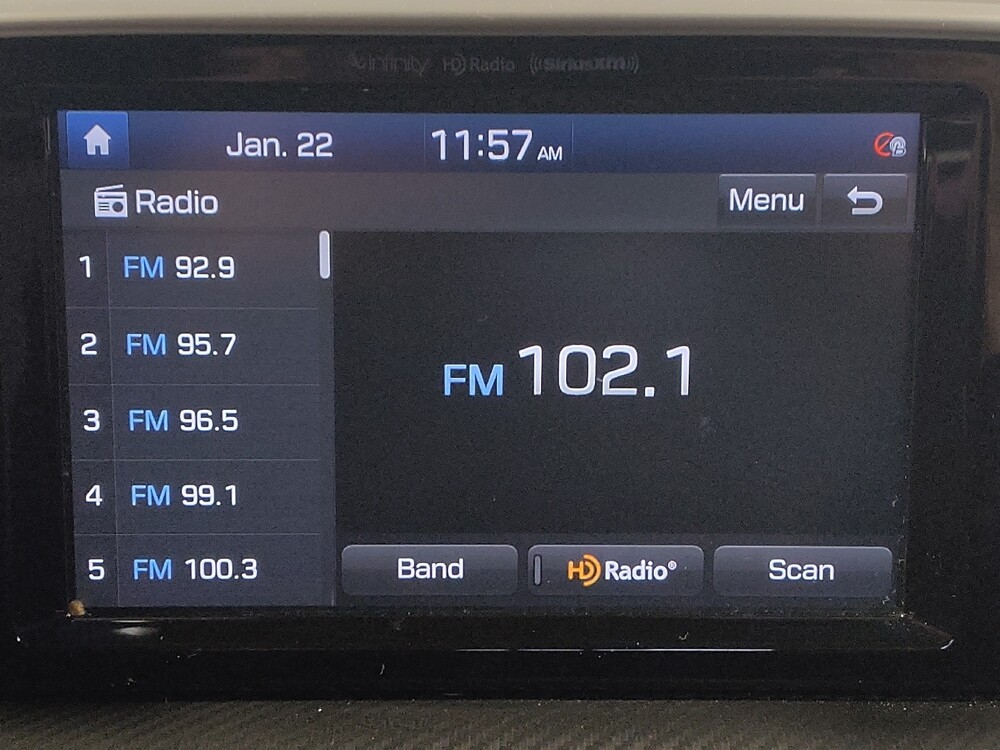 infinity HD Radio ((SiriusXM))
Jan. 22 11:57 AM
Radio Menu
1 FM 92.9
2 FM 95.7
3 FM 96.5
4 FM 99.1
5 FM 100.3
FM 102.1
Band HD Radio® Scan